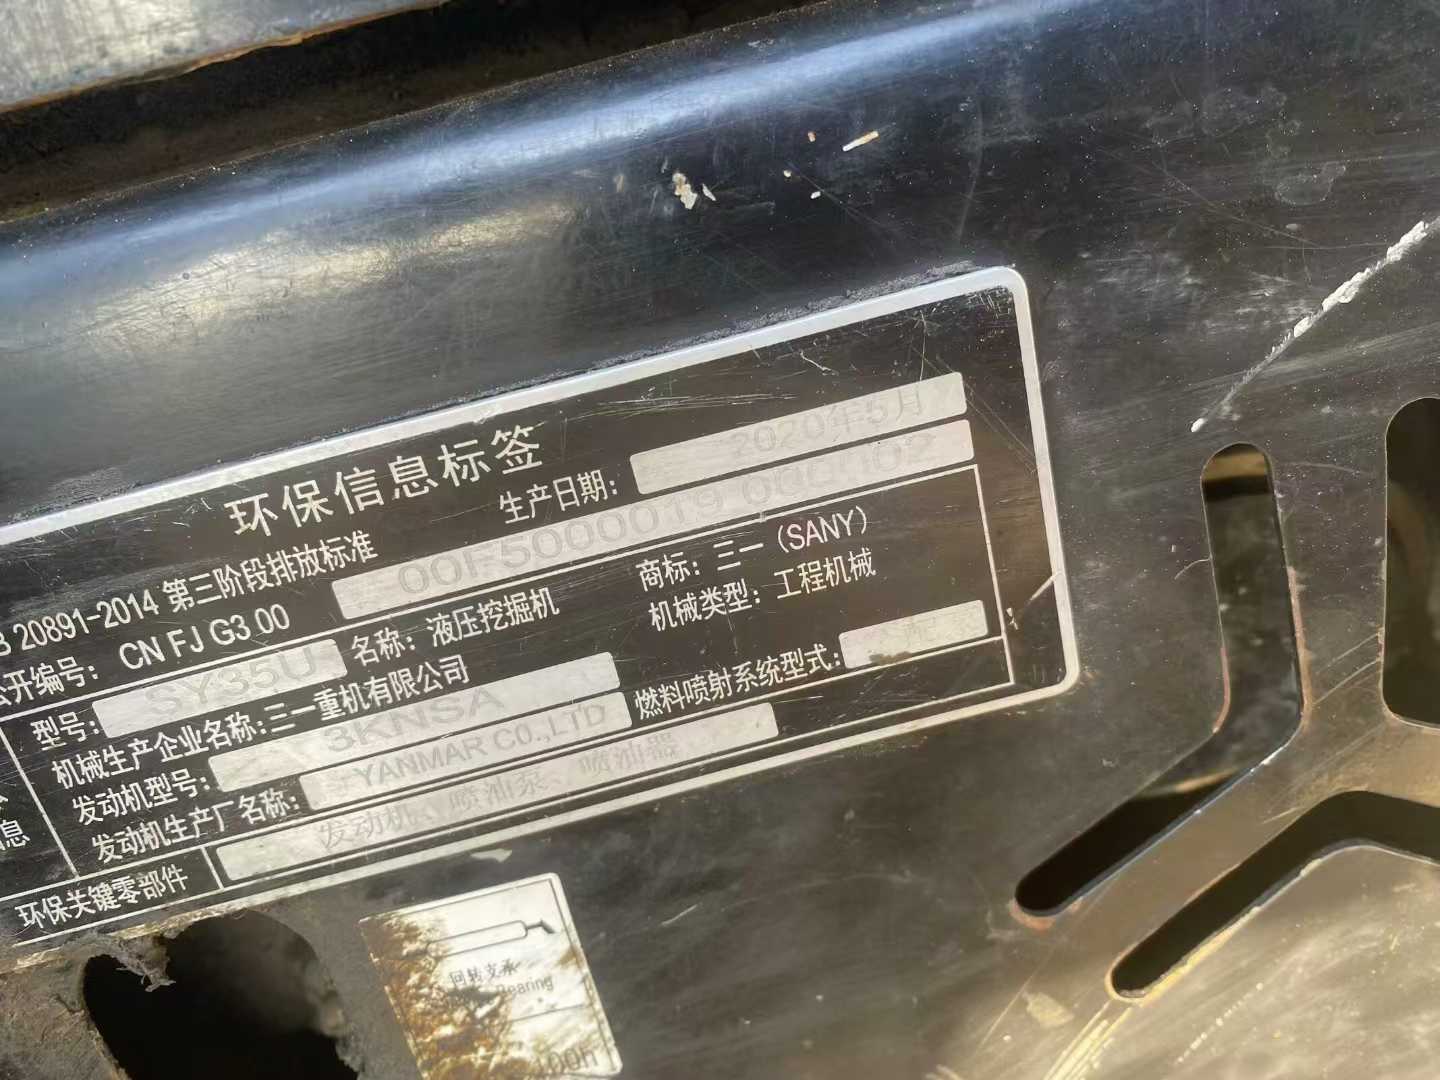 环保信息标签
生产日期: 2020年5月
20891-2014 第三阶段排放标准
公开编号: CN FJ G3 00 00F5000019 000002
型号: SY35U 名称: 液压挖掘机 商标: 三一 (SANY)
机械生产企业名称: 三一重机有限公司 机械类型: 工程机械
发动机型号: 3KNSA 燃料喷射系统型式:
发动机生产厂名称: YANMAR CO.,LTD
息
环保关键零部件 发动机、喷油泵、喷油器
回转支承
Bearing
100h